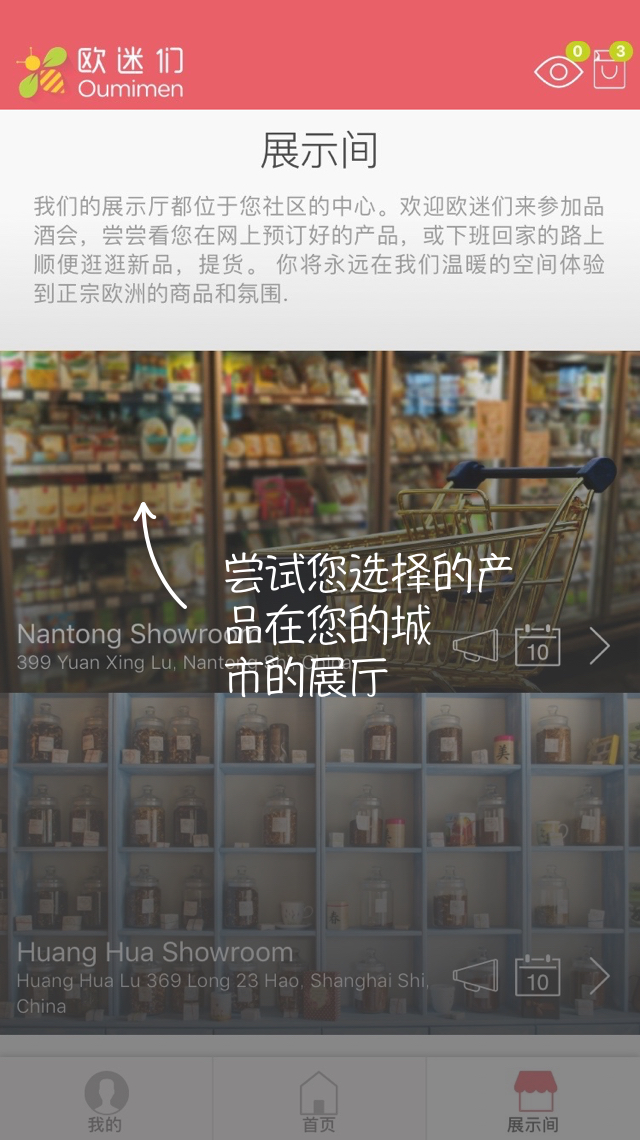 欧迷们
Oumimen
0
3
展示间
我们的展示厅都位于您社区的中心。欢迎欧迷们来参加品
酒会，尝尝看您在网上预订好的产品，或下班回家的路上
顺便逛逛新品，提货。 你将永远在我们温暖的空间体验
到正宗欧洲的商品和氛围.
尝试您选择的产
品在您的城
市的展厅
Nantong Showroom
399 Yuan Xing Lu, Nantong Shi, China
10
Huang Hua Showroom
Huang Hua Lu 369 Long 23 Hao, Shanghai Shi,
China
10
我的
首页
展示间